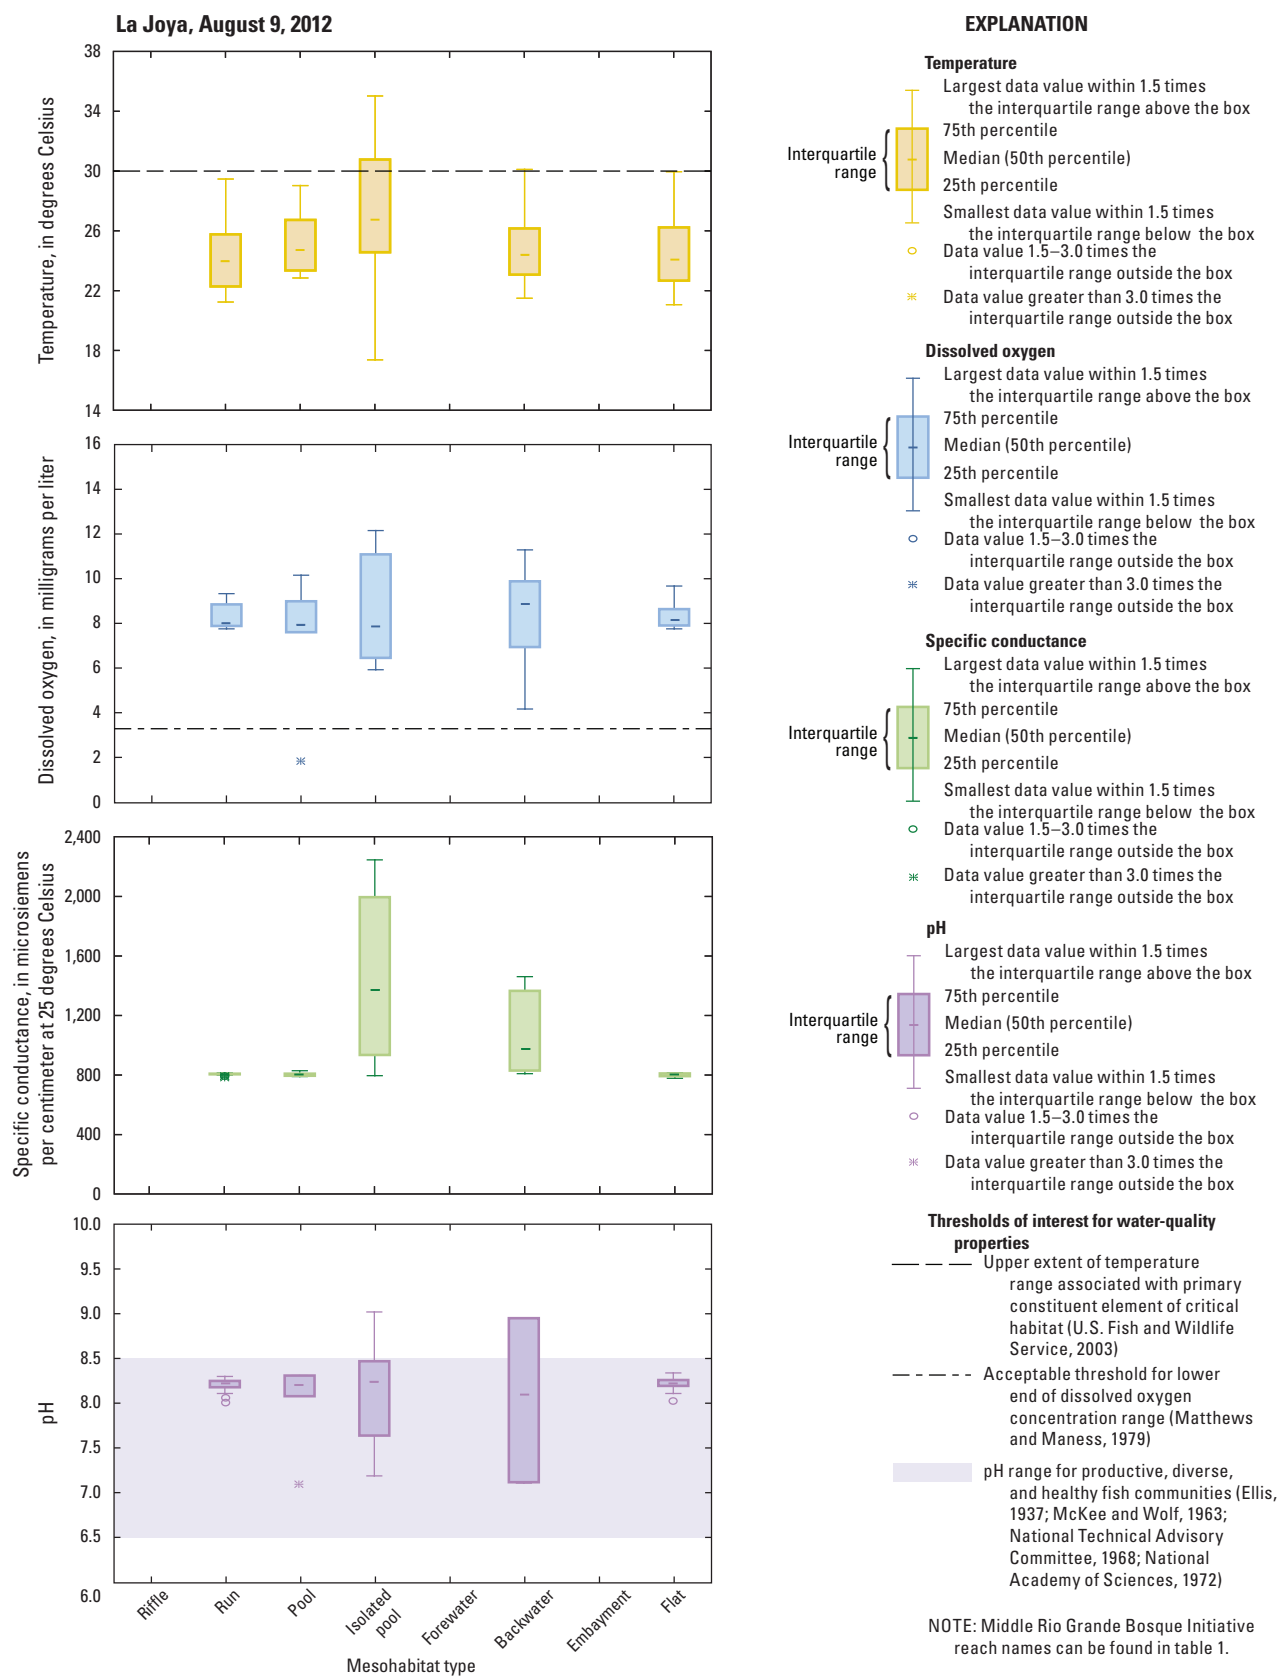 La Joya, August 9, 2012
Temperature, in degrees Celsius
38
34
30
26
22
18
14
Dissolved oxygen, in milligrams per liter
16
14
12
10
8
6
4
2
0
Specific conductance, in microsiemens
per centimeter at 25 degrees Celsius
2,400
2,000
1,600
1,200
800
400
0
pH
10.0
9.5
9.0
8.5
8.0
7.5
7.0
6.5
6.0
Riffle
Run
Pool
Isolated
pool
Forewater
Backwater
Embayment
Flat
Mesohabitat type
EXPLANATION
Temperature
Largest data value within 1.5 times
the interquartile range above the box
75th percentile
Interquartile
range
Median (50th percentile)
25th percentile
Smallest data value within 1.5 times
the interquartile range below the box
Data value 1.5–3.0 times the
interquartile range outside the box
Data value greater than 3.0 times the
interquartile range outside the box
Dissolved oxygen
Largest data value within 1.5 times
the interquartile range above the box
75th percentile
Interquartile
range
Median (50th percentile)
25th percentile
Smallest data value within 1.5 times
the interquartile range below the box
Data value 1.5–3.0 times the
interquartile range outside the box
Data value greater than 3.0 times the
interquartile range outside the box
Specific conductance
Largest data value within 1.5 times
the interquartile range above the box
75th percentile
Interquartile
range
Median (50th percentile)
25th percentile
Smallest data value within 1.5 times
the interquartile range below the box
Data value 1.5–3.0 times the
interquartile range outside the box
Data value greater than 3.0 times the
interquartile range outside the box
pH
Largest data value within 1.5 times
the interquartile range above the box
75th percentile
Interquartile
range
Median (50th percentile)
25th percentile
Smallest data value within 1.5 times
the interquartile range below the box
Data value 1.5–3.0 times the
interquartile range outside the box
Data value greater than 3.0 times the
interquartile range outside the box
Thresholds of interest for water-quality
properties
Upper extent of temperature
range associated with primary
constituent element of critical
habitat (U.S. Fish and Wildlife
Service, 2003)
Acceptable threshold for lower
end of dissolved oxygen
concentration range (Matthews
and Maness, 1979)
pH range for productive, diverse,
and healthy fish communities (Ellis,
1937; McKee and Wolf, 1963;
National Technical Advisory
Committee, 1968; National
Academy of Sciences, 1972)
NOTE: Middle Rio Grande Bosque Initiative
reach names can be found in table 1.